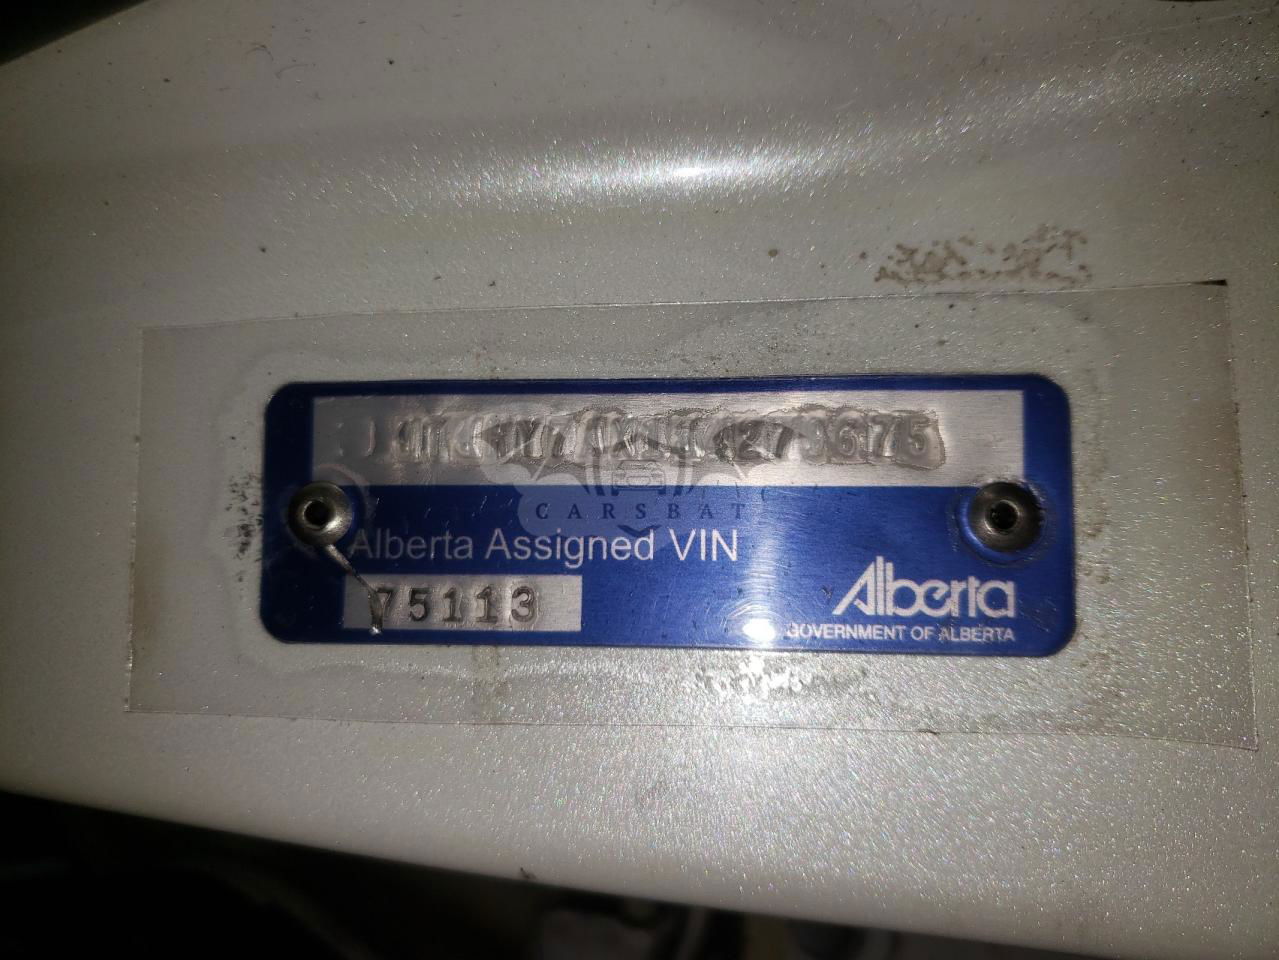 CARSBAT
Alberta Assigned VIN
75113
Alberta
GOVERNMENT OF ALBERTA